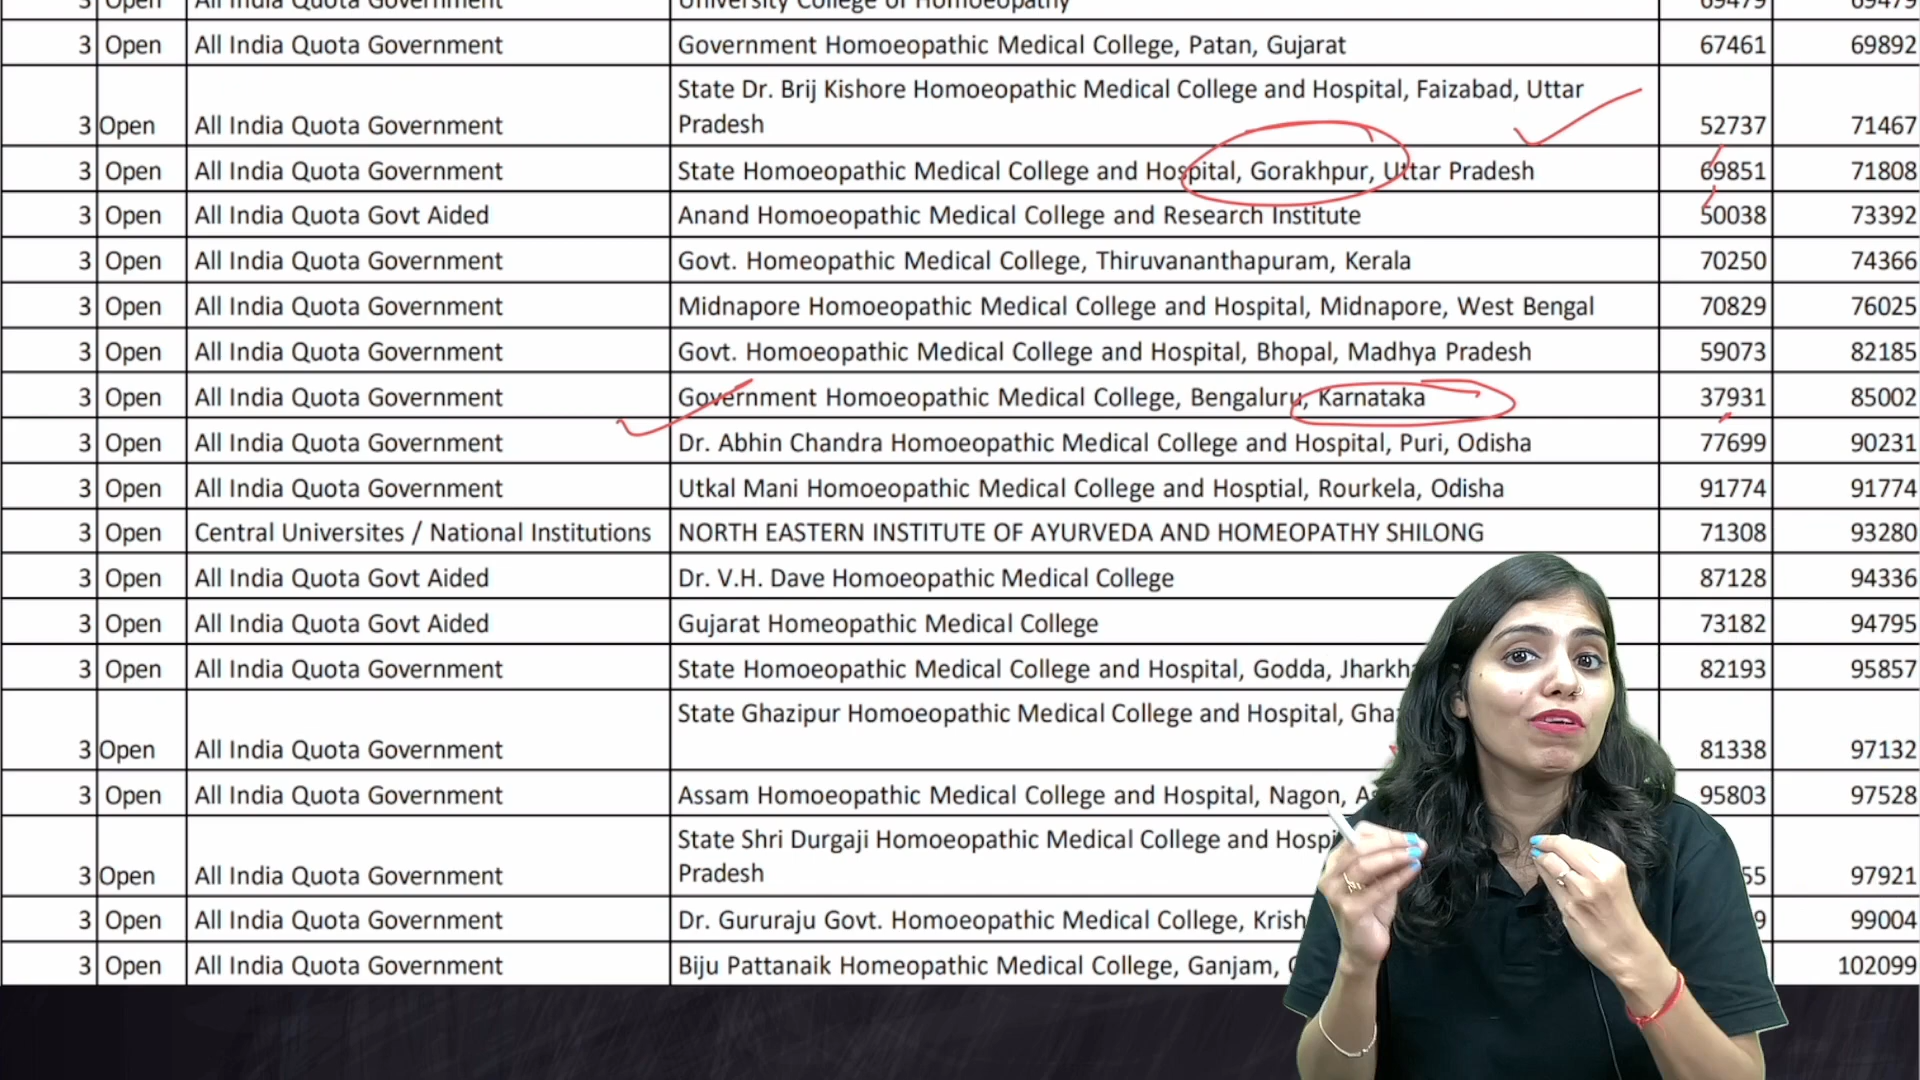 3 Open All India Quota Government University College of Homoeopathy 69479 69479
3 Open All India Quota Government Government Homoeopathic Medical College, Patan, Gujarat 67461 69892
State Dr. Brij Kishore Homoeopathic Medical College and Hospital, Faizabad, Uttar
3 Open All India Quota Government Pradesh 52737 71467
3 Open All India Quota Government State Homoeopathic Medical College and Hospital, Gorakhpur, Uttar Pradesh 69851 71808
3 Open All India Quota Govt Aided Anand Homoeopathic Medical College and Research Institute 50038 73392
3 Open All India Quota Government Govt. Homeopathic Medical College, Thiruvananthapuram, Kerala 70250 74366
3 Open All India Quota Government Midnapore Homoeopathic Medical College and Hospital, Midnapore, West Bengal 70829 76025
3 Open All India Quota Government Govt. Homoeopathic Medical College and Hospital, Bhopal, Madhya Pradesh 59073 82185
3 Open All India Quota Government Government Homoeopathic Medical College, Bengaluru, Karnataka 37931 85002
3 Open All India Quota Government Dr. Abhin Chandra Homoeopathic Medical College and Hospital, Puri, Odisha 77699 90231
3 Open All India Quota Government Utkal Mani Homoeopathic Medical College and Hosptial, Rourkela, Odisha 91774 91774
3 Open Central Universites / National Institutions NORTH EASTERN INSTITUTE OF AYURVEDA AND HOMEOPATHY SHILONG 71308 93280
3 Open All India Quota Govt Aided Dr. V.H. Dave Homoeopathic Medical College 87128 94336
3 Open All India Quota Govt Aided Gujarat Homeopathic Medical College 73182 94795
3 Open All India Quota Government State Homoeopathic Medical College and Hospital, Godda, 82193 95857
State Ghazipur Homoeopathic Medical College and Hospital,
3 Open All India Quota Government 81338 97132
3 Open All India Quota Government Assam Homoeopathic Medical College and Hospital, Nagon, 95803 97528
State Shri Durgaji Homoeopathic Medical College and
3 Open All India Quota Government Pradesh 97921
3 Open All India Quota Government Dr. Gururaju Govt. Homoeopathic Medical College, 99004
3 Open All India Quota Government Biju Pattanaik Homoeopathic Medical College, Ganjam, 102099